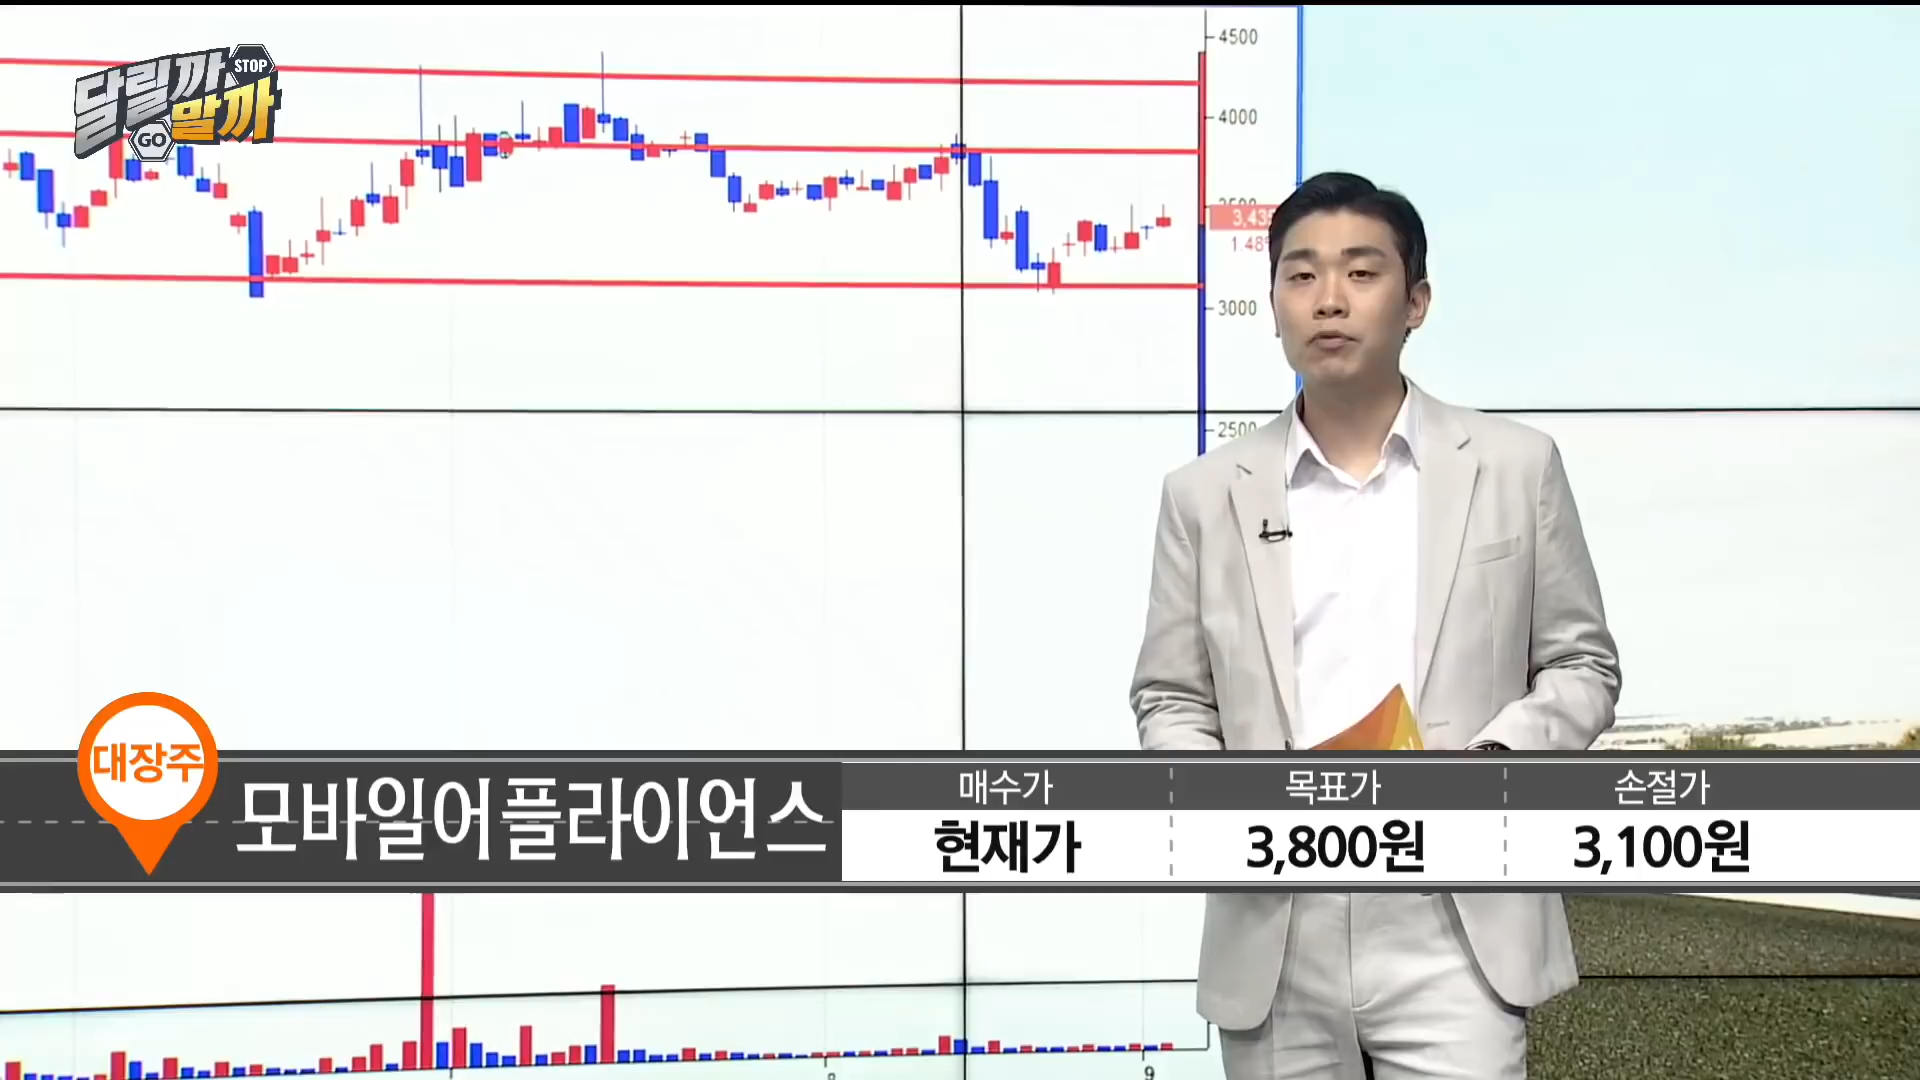 달릴까
STOP
GO
말까
4500
4000
3000
2500
대장주
모바일어플라이언스
매수가
목표가
손절가
현재가
3,800원
3,100원
9